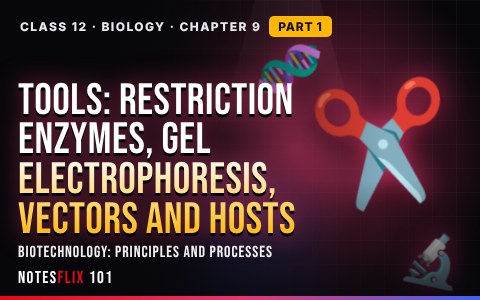 CLASS 12 · BIOLOGY · CHAPTER 9 PART 1
TOOLS: RESTRICTION
ENZYMES, GEL
ELECTROPHORESIS,
VECTORS AND HOSTS
BIOTECHNOLOGY: PRINCIPLES AND PROCESSES
NOTESFLIX 101